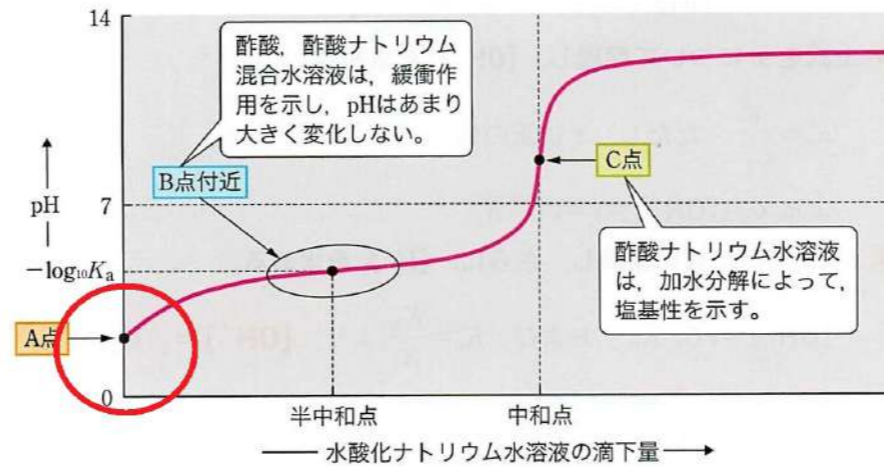 14
酢酸，酢酸ナトリウム
混合水溶液は，緩衝作
用を示し，pHはあまり
大きく変化しない。
B点付近
C点
pH
7
酢酸ナトリウム水溶液
は，加水分解によって，
塩基性を示す。
−log₁₀Kₐ
A点
0
半中和点
中和点
水酸化ナトリウム水溶液の滴下量